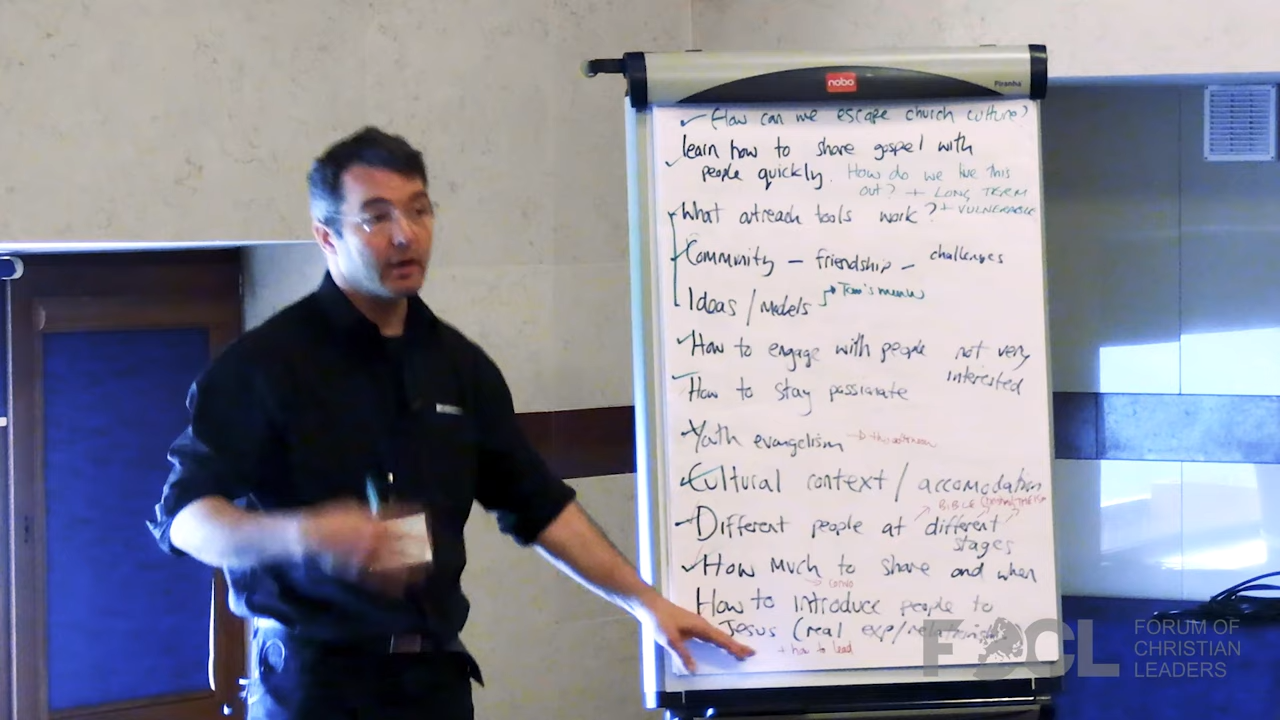 nobo
Piranha
How can we escape church culture?
learn how to share gospel with
people quickly. How do we live this
out? + LONG TERM
What outreach tools work? + VULNERABLE
Community – friendship – challenges
Ideas / Models → Tom's menu
How to engage with people not very
interested
How to stay passionate
Youth evangelism
Cultural context / accomodation
BIBLE
Different people at different
stages
How much to share and when
convo
How to introduce people to
Jesus (real exp/relationship
+ how to lead
FOCL
FORUM OF
CHRISTIAN
LEADERS